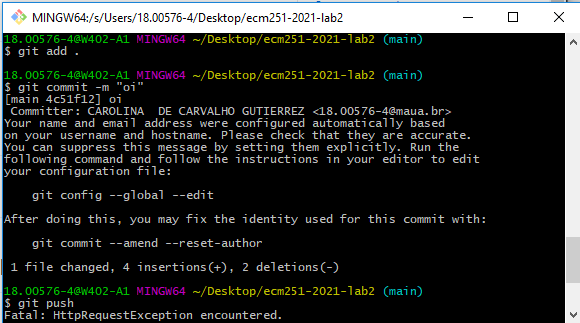 MINGW64:/s/Users/18.00576-4/Desktop/ecm251-2021-lab2
18.00576-4@W402-A1 MINGW64 ~/Desktop/ecm251-2021-lab2 (main)
$ git add .
18.00576-4@W402-A1 MINGW64 ~/Desktop/ecm251-2021-lab2 (main)
$ git commit -m "oi"
[main 4c51f12] oi
Committer: CAROLINA  DE CARVALHO GUTIERREZ <18.00576-4@maua.br>
Your name and email address were configured automatically based
on your username and hostname. Please check that they are accurate.
You can suppress this message by setting them explicitly. Run the
following command and follow the instructions in your editor to edit
your configuration file:
git config --global --edit
After doing this, you may fix the identity used for this commit with:
git commit --amend --reset-author
1 file changed, 4 insertions(+), 2 deletions(-)
18.00576-4@W402-A1 MINGW64 ~/Desktop/ecm251-2021-lab2 (main)
$ git push
Fatal: HttpRequestException encountered.